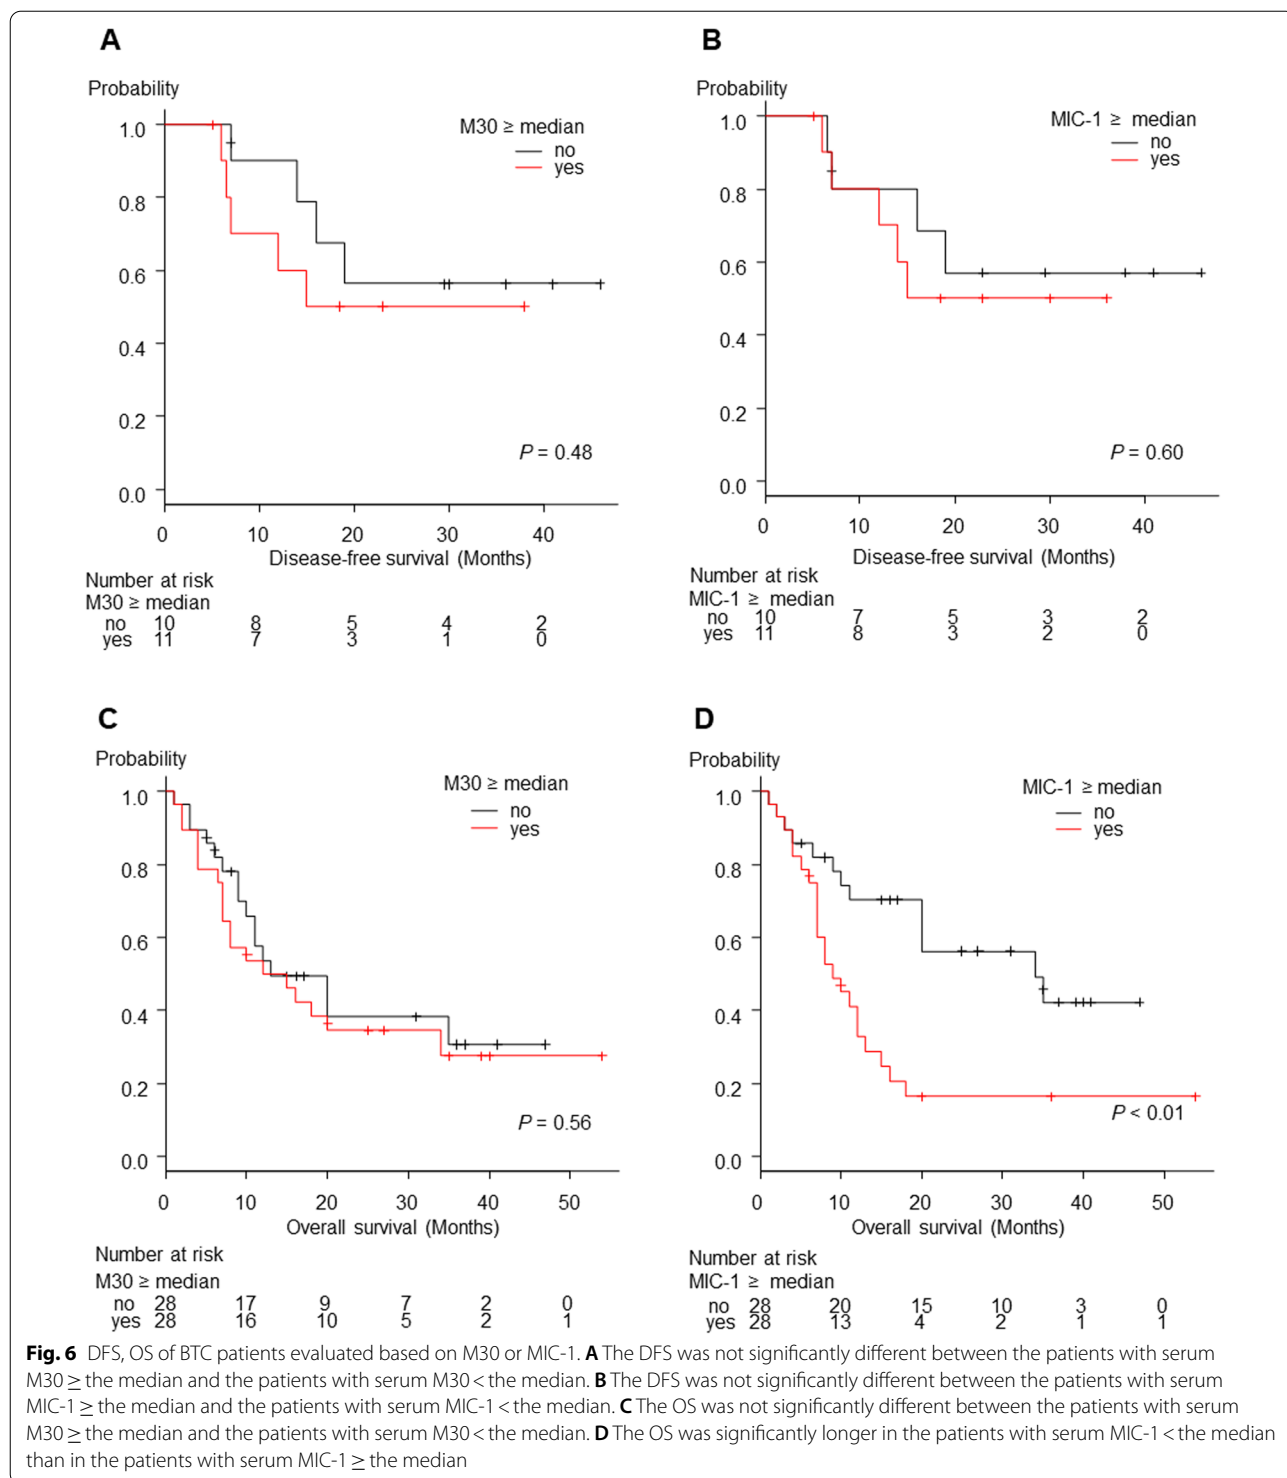 A
Probability
M30 ≥ median
no
yes
1.0
0.8
0.6
0.4
0.2
0.0
P = 0.48
0 10 20 30 40
Disease-free survival (Months)
Number at risk
M30 ≥ median
no 10 8 5 4 2
yes 11 7 3 1 0
B
Probability
MIC-1 ≥ median
no
yes
1.0
0.8
0.6
0.4
0.2
0.0
P = 0.60
0 10 20 30 40
Disease-free survival (Months)
Number at risk
MIC-1 ≥ median
no 10 7 5 3 2
yes 11 8 3 2 0
C
Probability
M30 ≥ median
no
yes
1.0
0.8
0.6
0.4
0.2
0.0
P = 0.56
0 10 20 30 40 50
Overall survival (Months)
Number at risk
M30 ≥ median
no 28 17 9 7 2 0
yes 28 16 10 5 2 1
D
Probability
MIC-1 ≥ median
no
yes
1.0
0.8
0.6
0.4
0.2
0.0
P < 0.01
0 10 20 30 40 50
Overall survival (Months)
Number at risk
MIC-1 ≥ median
no 28 20 15 10 3 0
yes 28 13 4 2 1 1
Fig. 6 DFS, OS of BTC patients evaluated based on M30 or MIC-1. A The DFS was not significantly different between the patients with serum
M30 ≥ the median and the patients with serum M30 < the median. B The DFS was not significantly different between the patients with serum
MIC-1 ≥ the median and the patients with serum MIC-1 < the median. C The OS was not significantly different between the patients with serum
M30 ≥ the median and the patients with serum M30 < the median. D The OS was significantly longer in the patients with serum MIC-1 < the median
than in the patients with serum MIC-1 ≥ the median